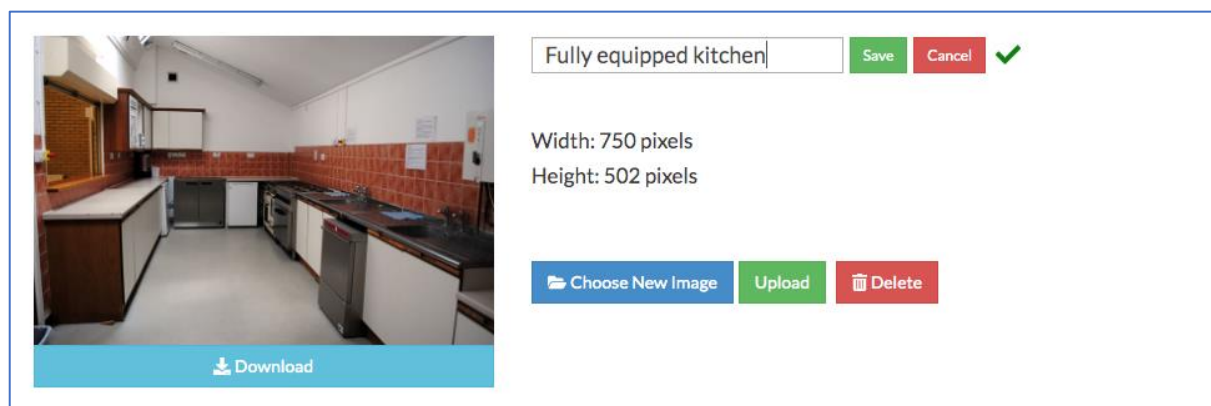 Fully equipped kitchen
Save
Cancel
Width: 750 pixels
Height: 502 pixels
Choose New Image
Upload
Delete
Download